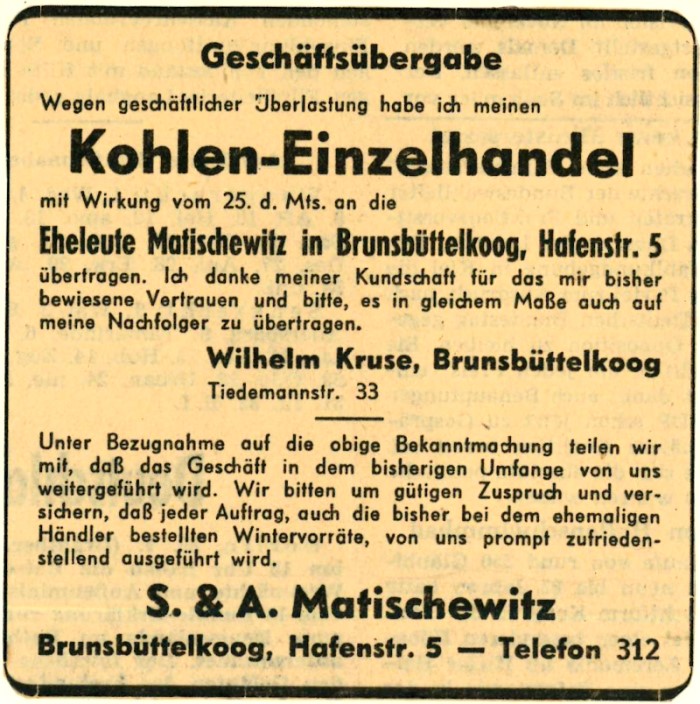 Geschäftsübergabe
Wegen geschäftlicher Überlastung habe ich meinen
Kohlen-Einzelhandel
mit Wirkung vom 25. d. Mts. an die
Eheleute Matischewitz in Brunsbüttelkoog, Hafenstr. 5
übertragen. Ich danke meiner Kundschaft für das mir bisher
bewiesene Vertrauen und bitte, es in gleichem Maße auch auf
meine Nachfolger zu übertragen.
Wilhelm Kruse, Brunsbüttelkoog
Tiedemannstr. 33
Unter Bezugnahme auf die obige Bekanntmachung teilen wir
mit, daß das Geschäft in dem bisherigen Umfange von uns
weitergeführt wird. Wir bitten um gütigen Zuspruch und ver-
sichern, daß jeder Auftrag, auch die bisher bei dem ehemaligen
Händler bestellten Wintervorräte, von uns prompt zufrieden-
stellend ausgeführt wird.
S. & A. Matischewitz
Brunsbüttelkoog, Hafenstr. 5 — Telefon 312